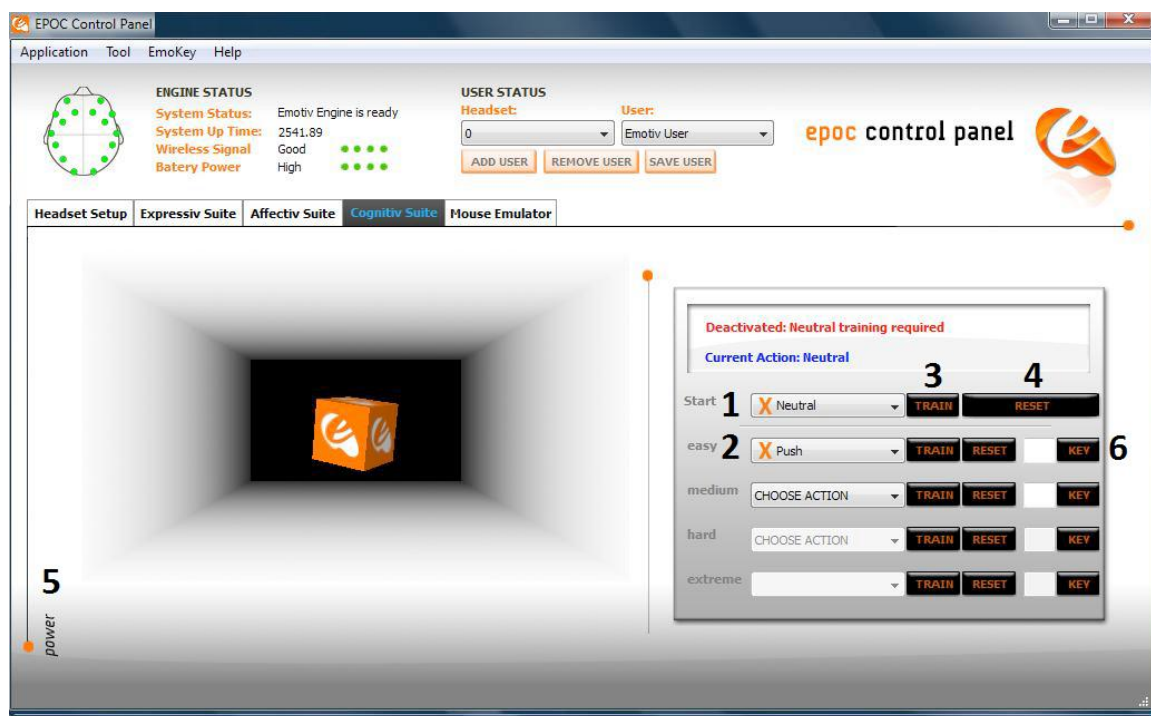 EPOC Control Panel
Application Tool EmoKey Help
ENGINE STATUS
System Status: Emotiv Engine is ready
System Up Time: 2541.89
Wireless Signal Good
Batery Power High
USER STATUS
Headset: User:
0 Emotiv User
ADD USER REMOVE USER SAVE USER
epoc control panel
Headset Setup Expressiv Suite Affectiv Suite Cognitiv Suite Mouse Emulator
Deactivated: Neutral training required
Current Action: Neutral
3 4
Start 1 X Neutral TRAIN RESET
easy 2 X Push TRAIN RESET KEY 6
medium CHOOSE ACTION TRAIN RESET KEY
hard CHOOSE ACTION TRAIN RESET KEY
extreme TRAIN RESET KEY
5
power